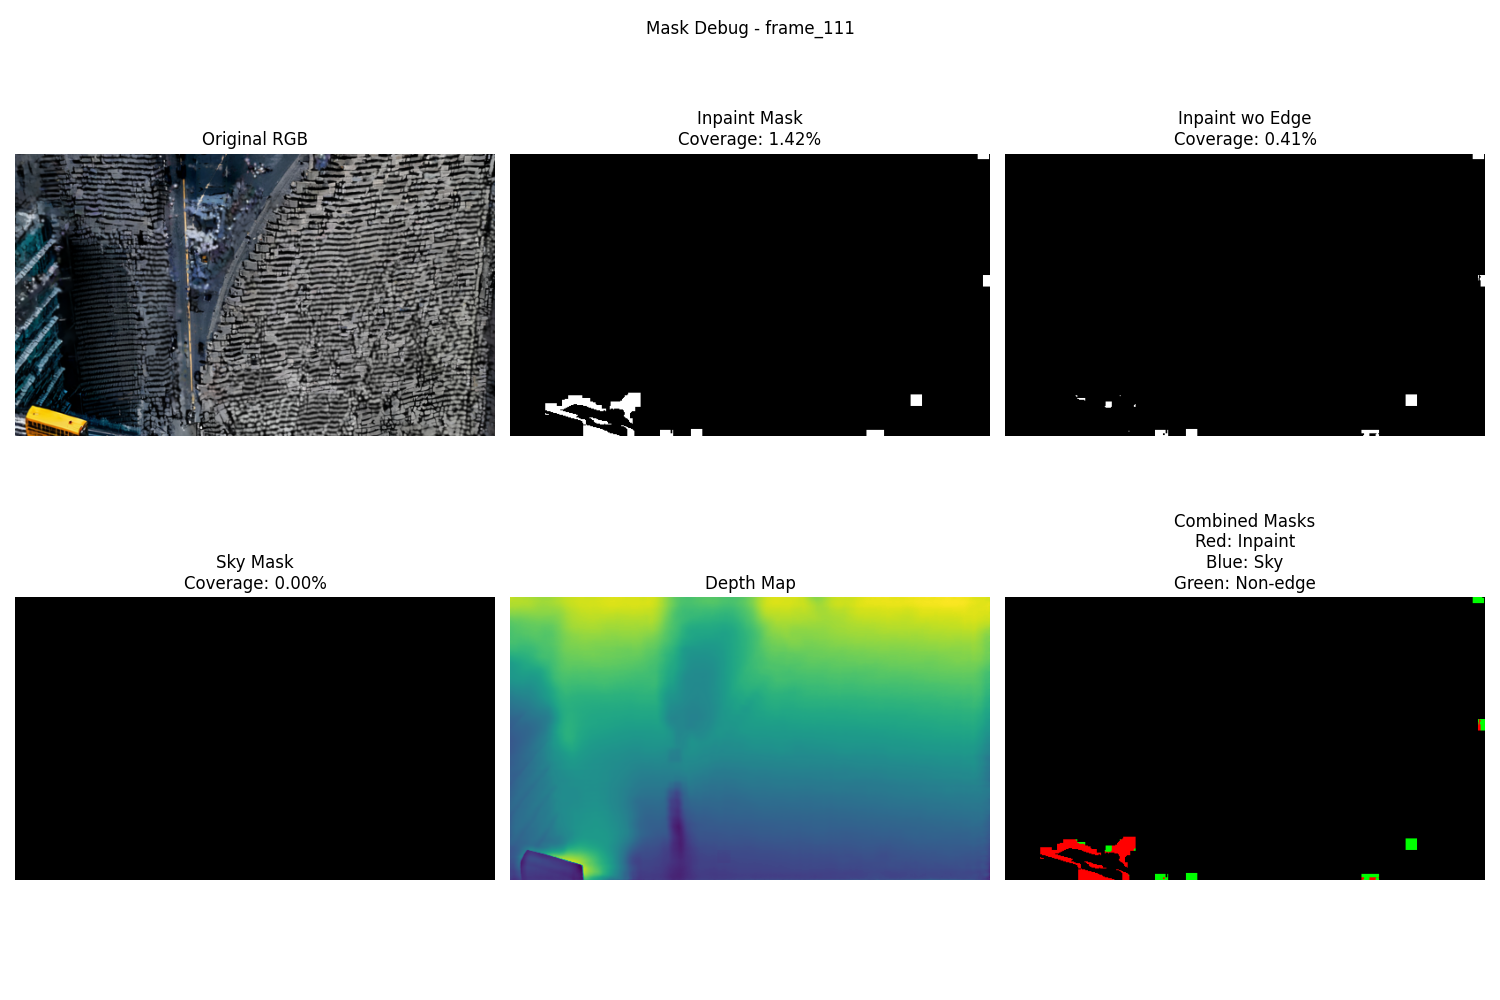 Mask Debug - frame_111
Original RGB
Inpaint Mask
Coverage: 1.42%
Inpaint wo Edge
Coverage: 0.41%
Sky Mask
Coverage: 0.00%
Depth Map
Combined Masks
Red: Inpaint
Blue: Sky
Green: Non-edge